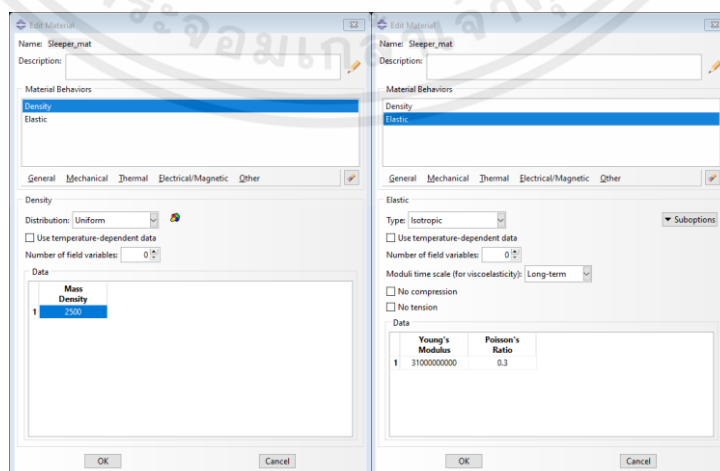 Edit Material
Name: Sleeper_mat
Description:
Material Behaviors
Density
Elastic
General Mechanical Thermal Electrical/Magnetic Other
Density
Distribution: Uniform
Use temperature-dependent data
Number of field variables: 0
Data
Mass
Density
1 2500
OK Cancel
Edit Material
Name: Sleeper_mat
Description:
Material Behaviors
Density
Elastic
General Mechanical Thermal Electrical/Magnetic Other
Elastic
Type: Isotropic
Suboptions
Use temperature-dependent data
Number of field variables: 0
Moduli time scale (for viscoelasticity): Long-term
No compression
No tension
Data
Young's Poisson's
Modulus Ratio
1 31000000000 0.3
OK Cancel